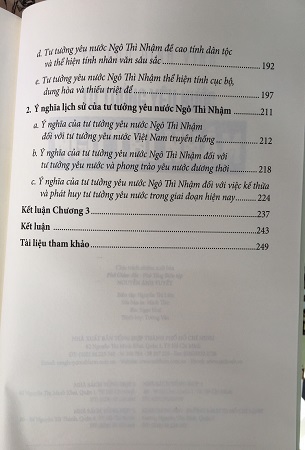 d. Tư tưởng yêu nước Ngô Thì Nhậm đề cao tính dân tộc
và thể hiện tính nhân văn sâu sắc 192
e. Tư tưởng yêu nước Ngô Thì Nhậm thể hiện tính cục bộ,
dung hòa và thiếu triệt để 197
2. Ý nghĩa lịch sử của tư tưởng yêu nước Ngô Thì Nhậm 211
a. Ý nghĩa của tư tưởng yêu nước Ngô Thì Nhậm
đối với tư tưởng yêu nước Việt Nam truyền thống 212
b. Ý nghĩa của tư tưởng yêu nước Ngô Thì Nhậm đối với
tư tưởng yêu nước và phong trào yêu nước đương thời 218
c. Ý nghĩa của tư tưởng yêu nước Ngô Thì Nhậm đối với việc kế thừa
và phát huy tư tưởng yêu nước trong giai đoạn hiện nay 224
Kết luận Chương 3 237
Kết luận 243
Tài liệu tham khảo 249